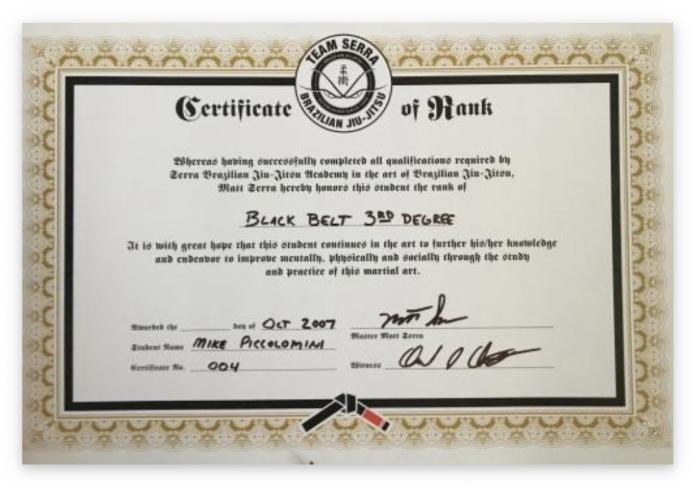 TEAM SERRA
柔
術
BRAZILIAN JIU-JITSU
Certificate of Rank
Whereas having successfully completed all qualifications required by
Serra Brazilian Jiu-Jitsu Academy in the art of Brazilian Jiu-Jitsu,
Matt Serra hereby honors this student the rank of
BLACK BELT 3RD DEGREE
It is with great hope that this student continues in the art to further his/her knowledge
and endeavor to improve mentally, physically and socially through the study
and practice of this martial art.
Awarded the day of OCT 2007
Master Matt Serra
Student Name MIKE PICCOLOMINI
Certificate No. 004
Witness